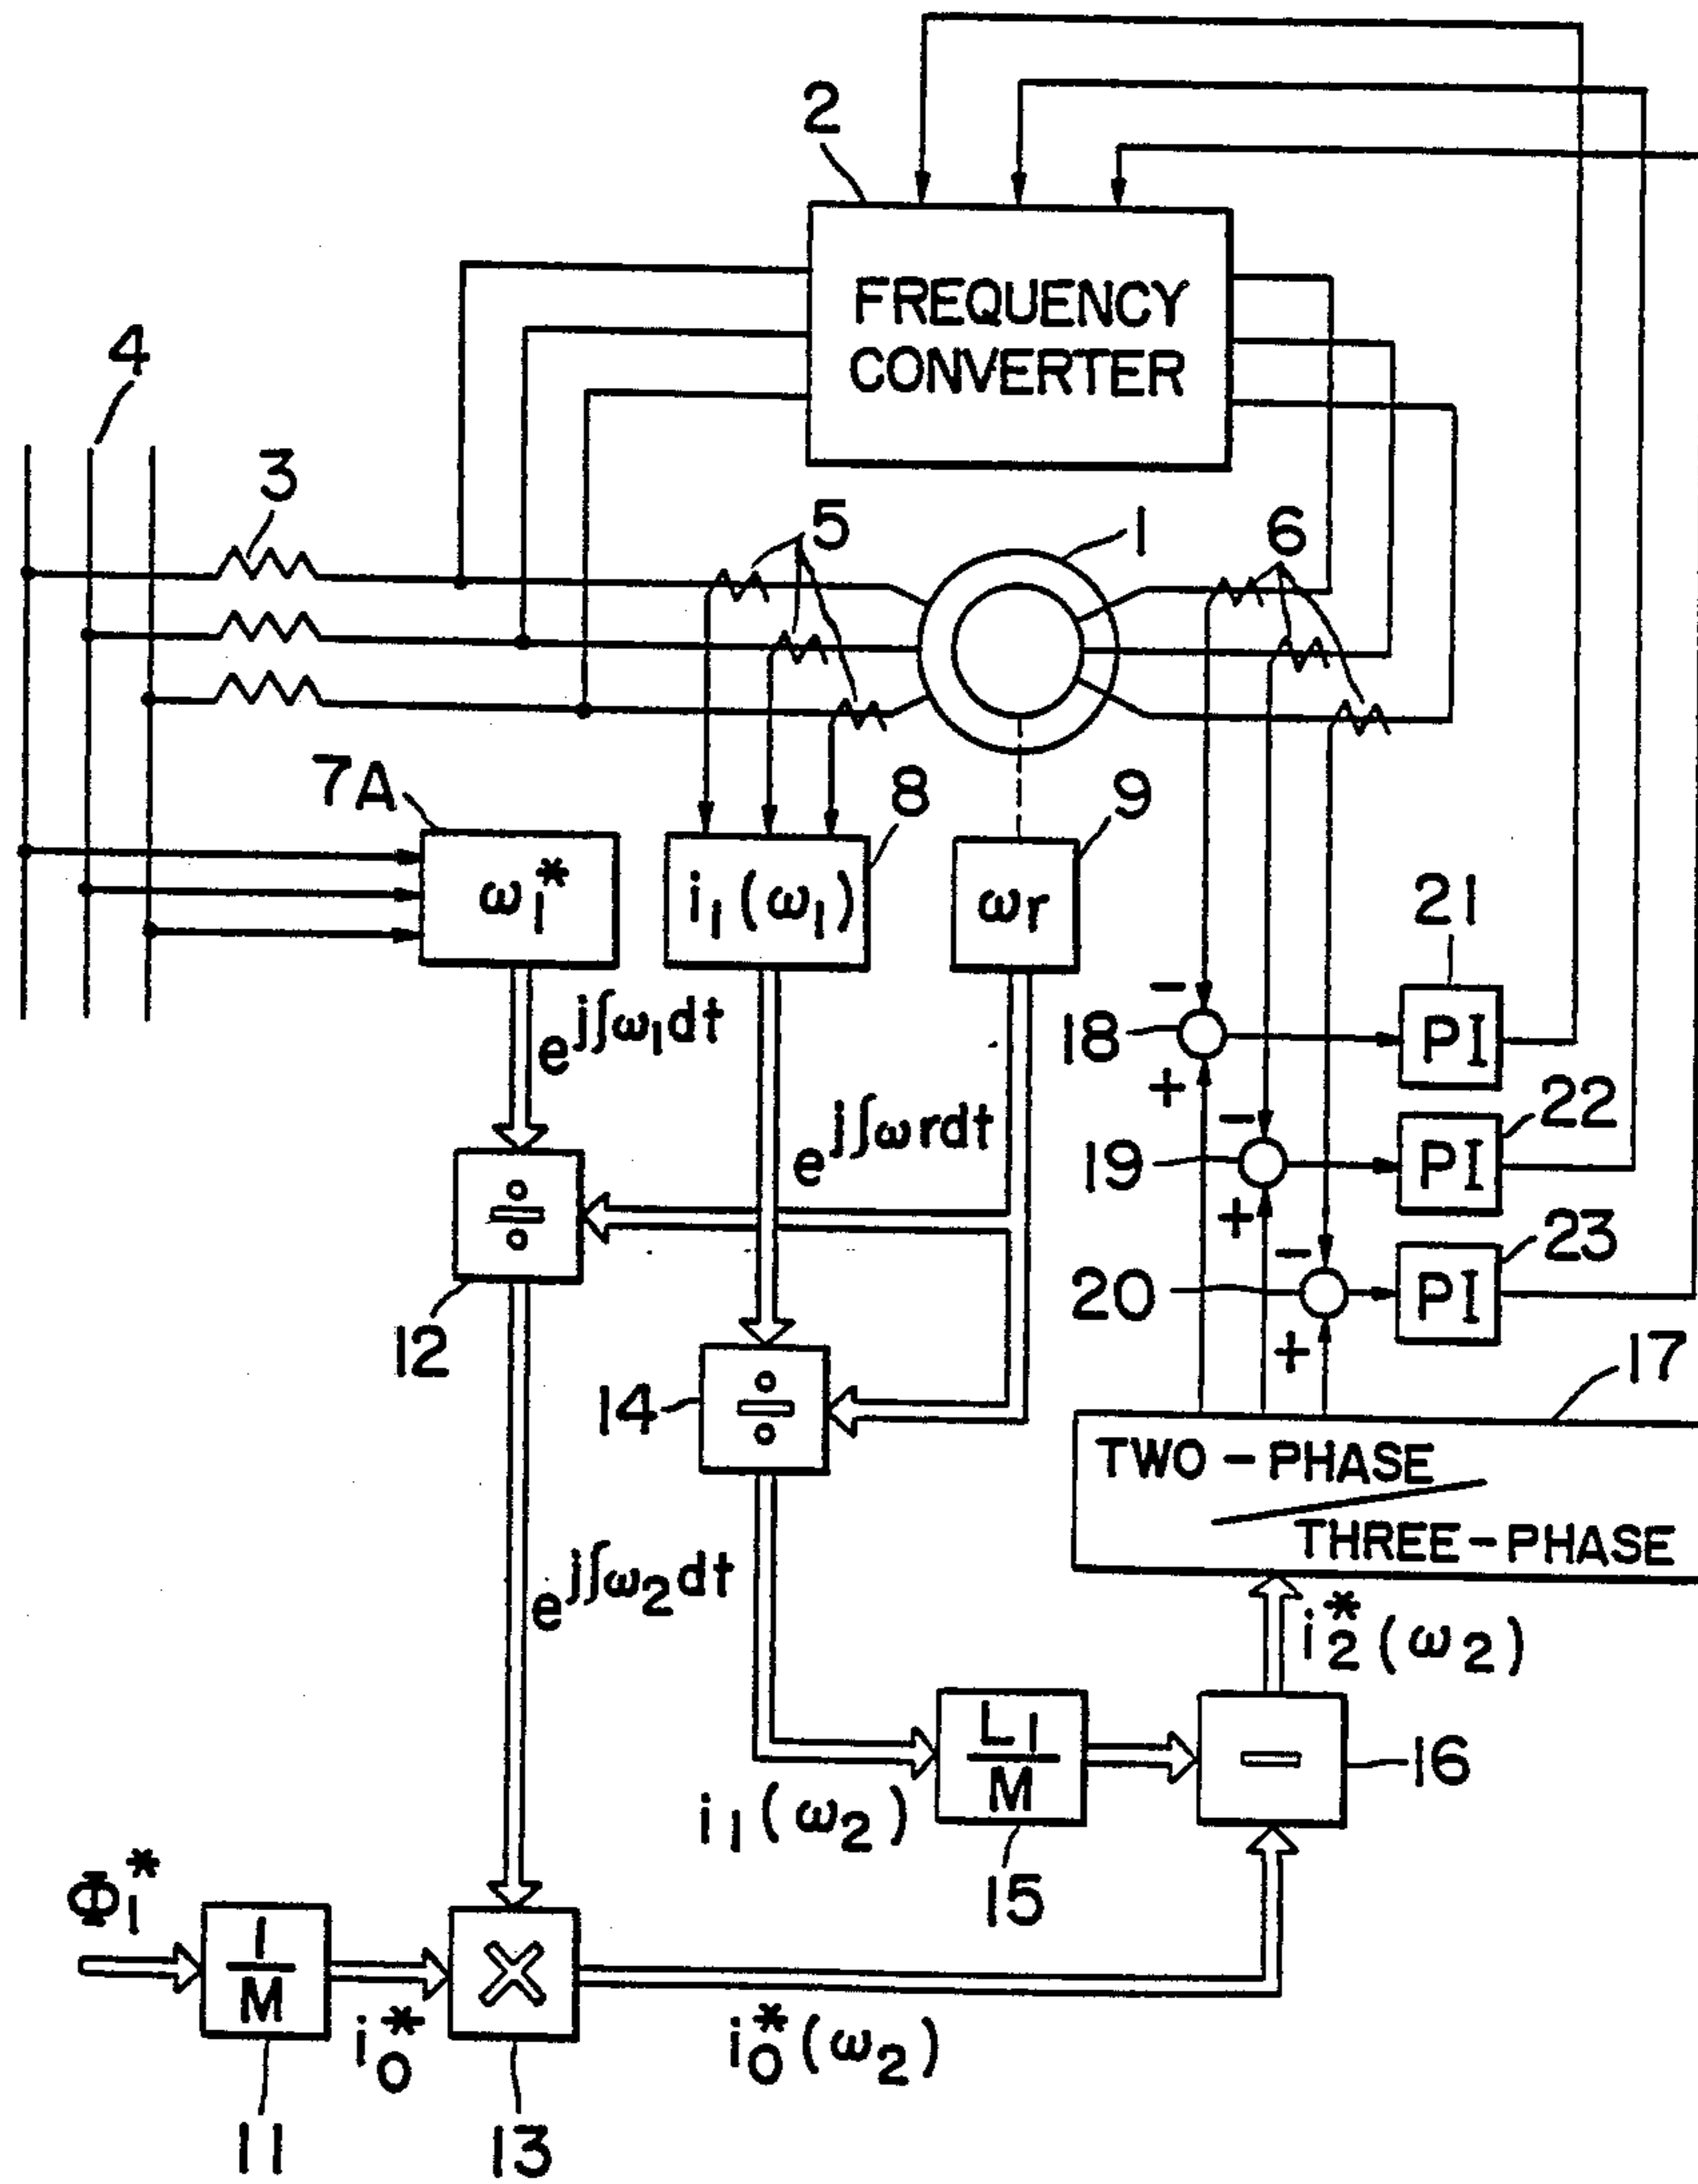 2
FREQUENCY
CONVERTER
4
3
5
1
6
7A
8
9
ω₁*
i₁(ω₁)
ωr
21
e^{j∫ω₁dt}
18
−
+
PI
22
e^{j∫ωrdt}
19
−
+
PI
÷
23
20
−
+
PI
12
17
14
÷
TWO-PHASE
THREE-PHASE
e^{j∫ω₂dt}
i₂*(ω₂)
L₁
M
−
16
i₁(ω₂)
15
Φ₁*
1
M
×
i₀*
i₀*(ω₂)
11
13